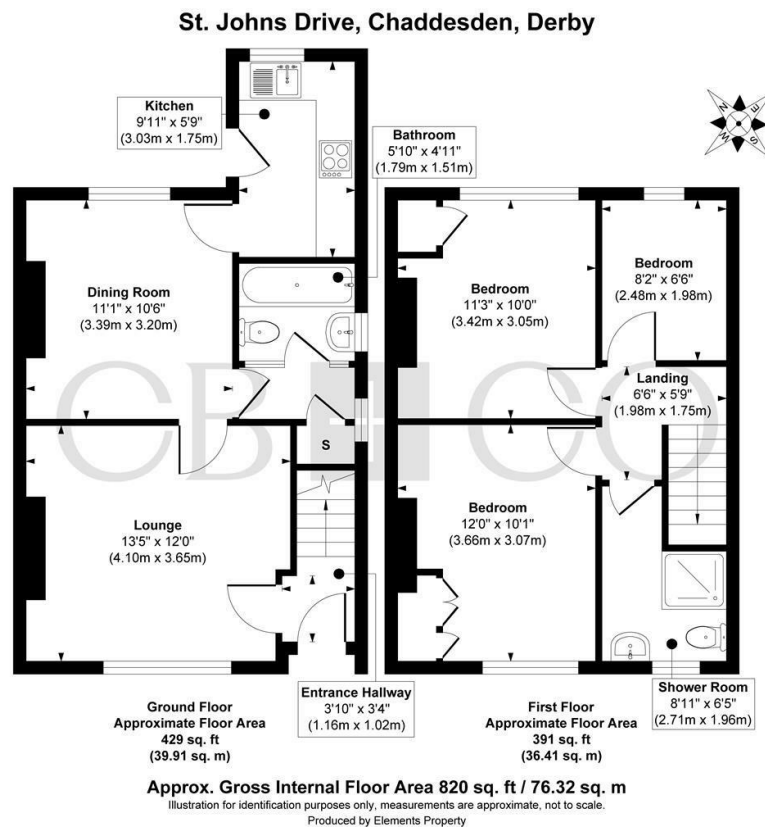 St. Johns Drive, Chaddesden, Derby
Kitchen
9'11" x 5'9"
(3.03m x 1.75m)
Bathroom
5'10" x 4'11"
(1.79m x 1.51m)
N
E
S
W
Dining Room
11'1" x 10'6"
(3.39m x 3.20m)
Bedroom
11'3" x 10'0"
(3.42m x 3.05m)
Bedroom
8'2" x 6'6"
(2.48m x 1.98m)
Landing
6'6" x 5'9"
(1.98m x 1.75m)
CB CO
S
Lounge
13'5" x 12'0"
(4.10m x 3.65m)
Bedroom
12'0" x 10'1"
(3.66m x 3.07m)
Entrance Hallway
3'10" x 3'4"
(1.16m x 1.02m)
Shower Room
8'11" x 6'5"
(2.71m x 1.96m)
Ground Floor
Approximate Floor Area
429 sq. ft
(39.91 sq. m)
First Floor
Approximate Floor Area
391 sq. ft
(36.41 sq. m)
Approx. Gross Internal Floor Area 820 sq. ft / 76.32 sq. m
Illustration for identification purposes only, measurements are approximate, not to scale.
Produced by Elements Property